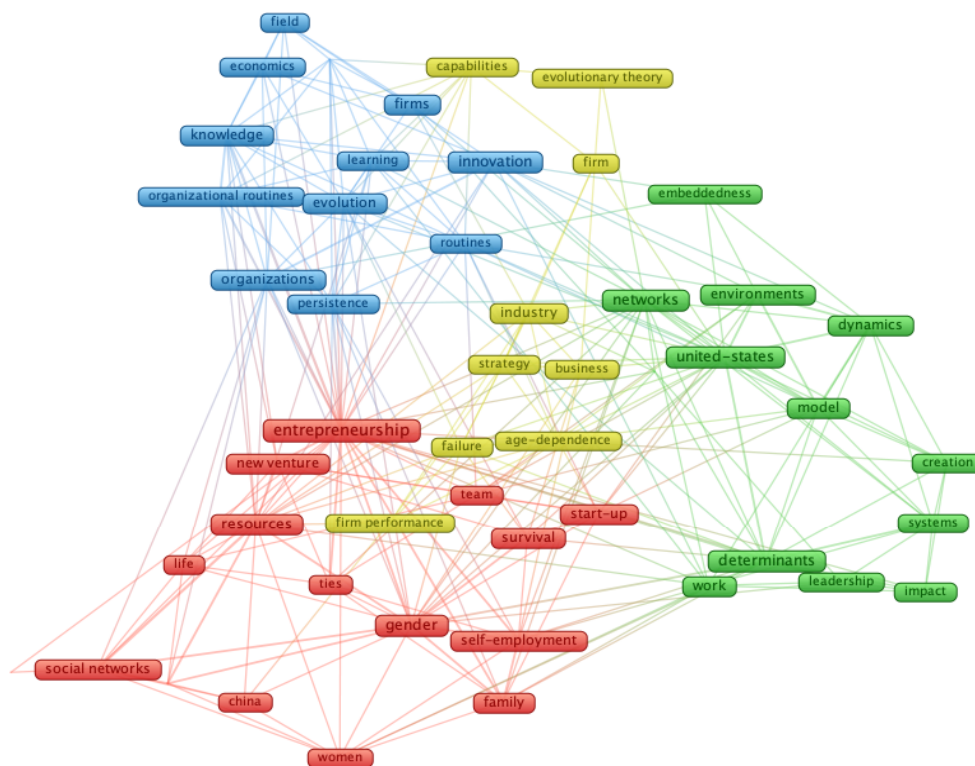 field
economics
capabilities
evolutionary theory
firms
knowledge
learning
innovation
firm
organizational routines
evolution
embeddedness
routines
organizations
persistence
networks
environments
industry
dynamics
strategy
business
united-states
model
entrepreneurship
failure
age-dependence
new venture
creation
team
resources
firm performance
start-up
systems
survival
life
determinants
ties
work
leadership
impact
gender
self-employment
social networks
china
family
women